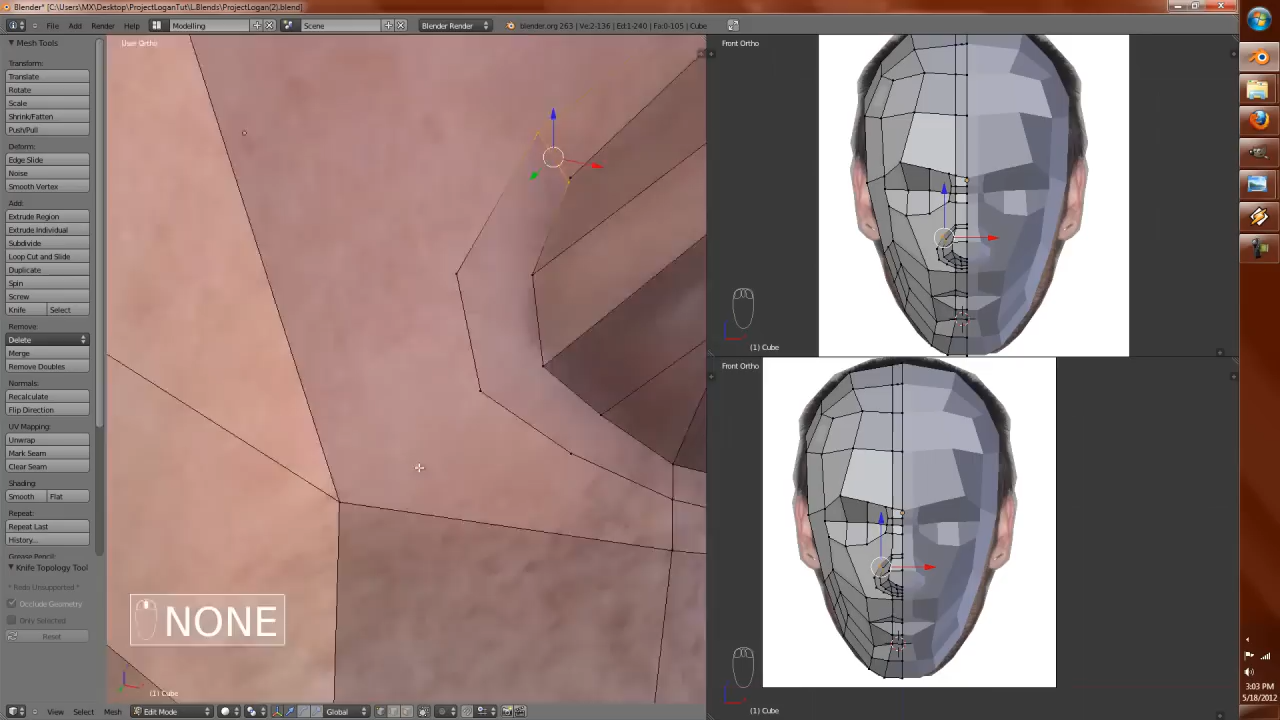 Blender* [C:\Users\MX\Desktop\ProjectLoganTut\L.Blends\ProjectLogan(2).blend]
File Add Render Help Modelling Scene Blender Render blender.org 263 | Ve:2-136 | Ed:1-240 | Fa:0-105 | Cube
Mesh Tools
Transform:
Translate
Rotate
Scale
Shrink/Fatten
Push/Pull
Deform:
Edge Slide
Noise
Smooth Vertex
Add:
Extrude Region
Extrude Individual
Subdivide
Loop Cut and Slide
Duplicate
Spin
Screw
Knife Select
Remove:
Delete
Merge
Remove Doubles
Normals:
Recalculate
Flip Direction
UV Mapping:
Unwrap
Mark Seam
Clear Seam
Shading:
Smooth Flat
Repeat:
Repeat Last
History...
Grease Pencil:
Knife Topology Tool
* Redo Unsupported *
Occlude Geometry
Only Selected
Reset
User Ortho
NONE
(1) Cube
Front Ortho
(1) Cube
Front Ortho
(1) Cube
View Select Mesh Edit Mode Global
3:03 PM
5/18/2012